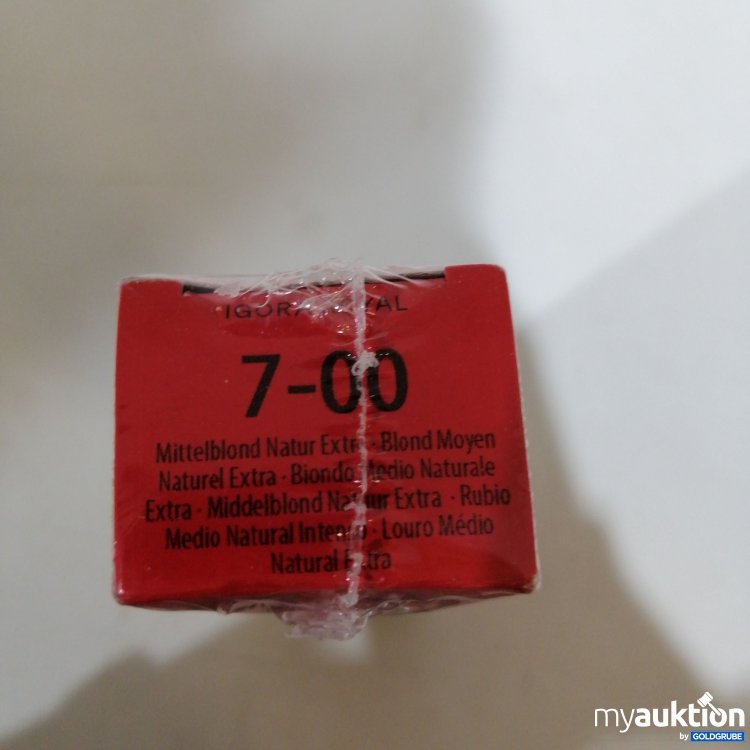 IGORA ROYAL
7-00
Mittelblond Natur Extra · Blond Moyen
Naturel Extra · Biondo Medio Naturale
Extra · Middelblond Natuur Extra · Rubio
Medio Natural Intenso · Louro Médio
Natural Extra
myauktion
by GOLDGRUBE